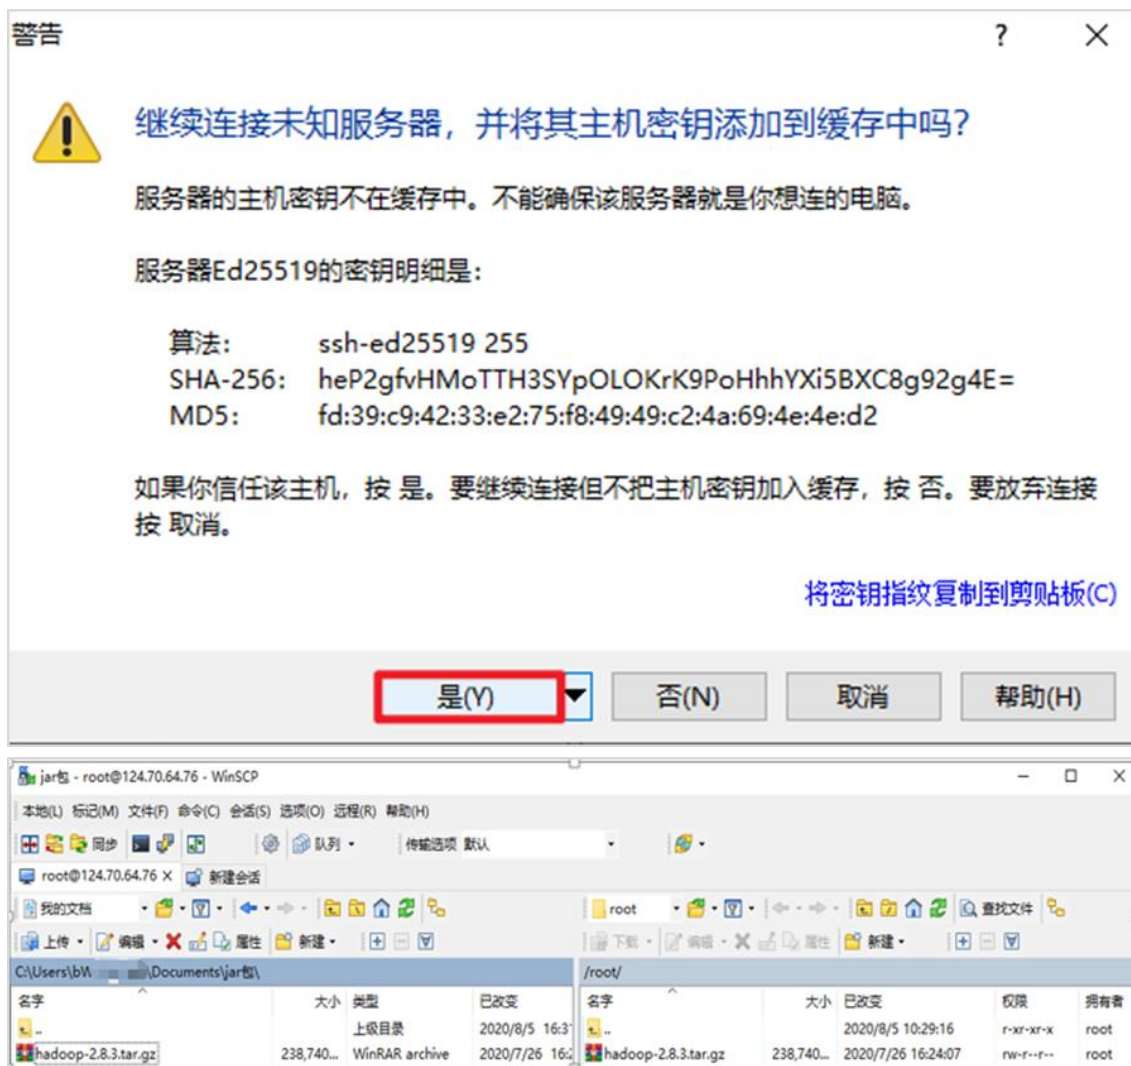 警告
继续连接未知服务器，并将其主机密钥添加到缓存中吗？
服务器的主机密钥不在缓存中。不能确保该服务器就是你想连的电脑。
服务器Ed25519的密钥明细是：
算法： ssh-ed25519 255
SHA-256： heP2gfvHMoTTH3SYpOLOKrK9PoHhhYXi5BXC8g92g4E=
MD5： fd:39:c9:42:33:e2:75:f8:49:49:c2:4a:69:4e:4e:d2
如果你信任该主机，按 是。要继续连接但不把主机密钥加入缓存，按 否。要放弃连接
按 取消。
将密钥指纹复制到剪贴板(C)
是(Y) 否(N) 取消 帮助(H)
jar包 - root@124.70.64.76 - WinSCP
本地(L) 标记(M) 文件(F) 命令(C) 会话(S) 选项(O) 远程(R) 帮助(H)
同步 队列 传输选项 默认
root@124.70.64.76 × 新建会话
我的文档 root 查找文件
上传 编辑 属性 新建 下载 编辑 属性 新建
C:\Users\bW \Documents\jar包\ /root/
名字 大小 类型 已改变 名字 大小 已改变 权限 拥有者
.. 上级目录 2020/8/5 16:3 .. 2020/8/5 10:29:16 r-xr-xr-x root
hadoop-2.8.3.tar.gz 238,740... WinRAR archive 2020/7/26 16:2 hadoop-2.8.3.tar.gz 238,740... 2020/7/26 16:24:07 rw-r--r-- root